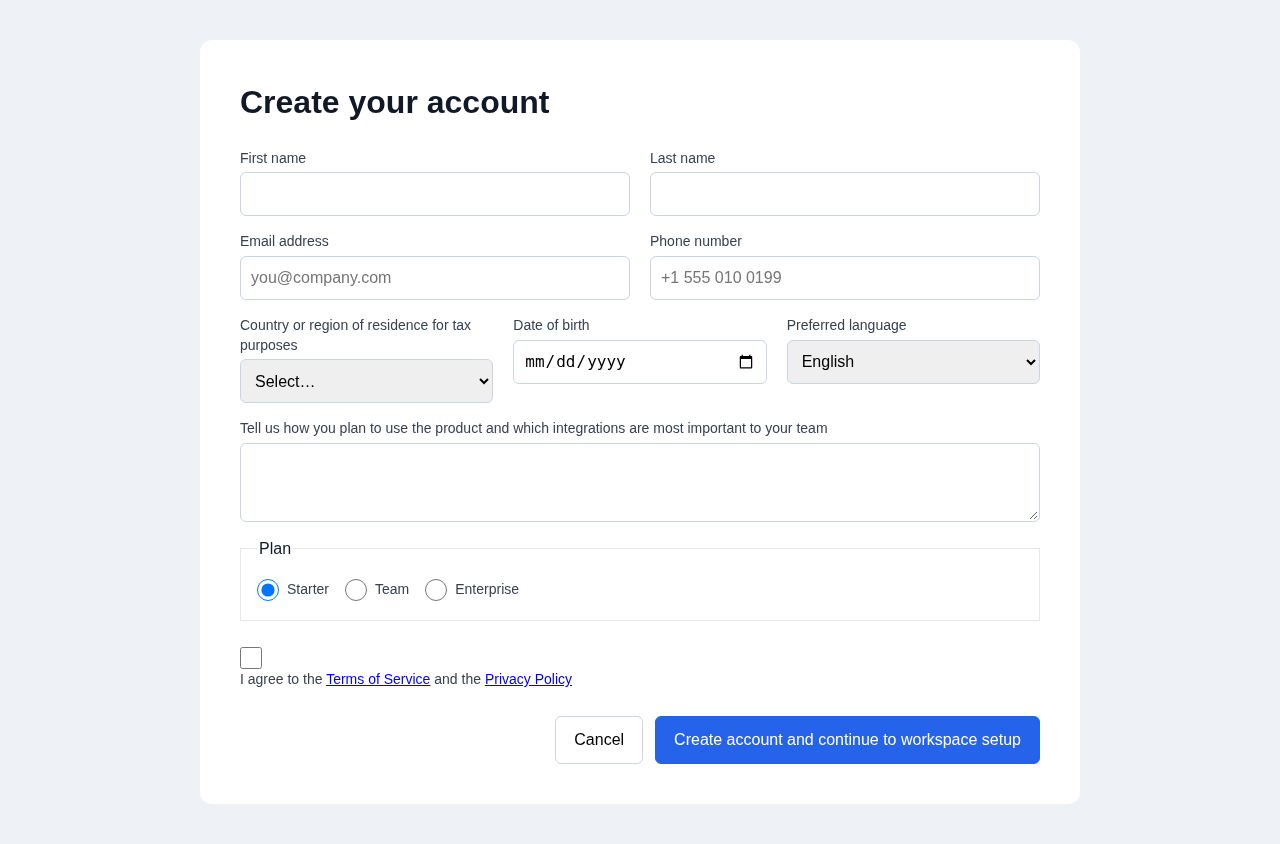 Create your account
First name
Last name
Email address
Phone number
you@company.com
+1 555 010 0199
Country or region of residence for tax
purposes
Date of birth
Preferred language
Select…
mm/dd/yyyy
English
Tell us how you plan to use the product and which integrations are most important to your team
Plan
Starter
Team
Enterprise
I agree to the Terms of Service and the Privacy Policy
Cancel
Create account and continue to workspace setup